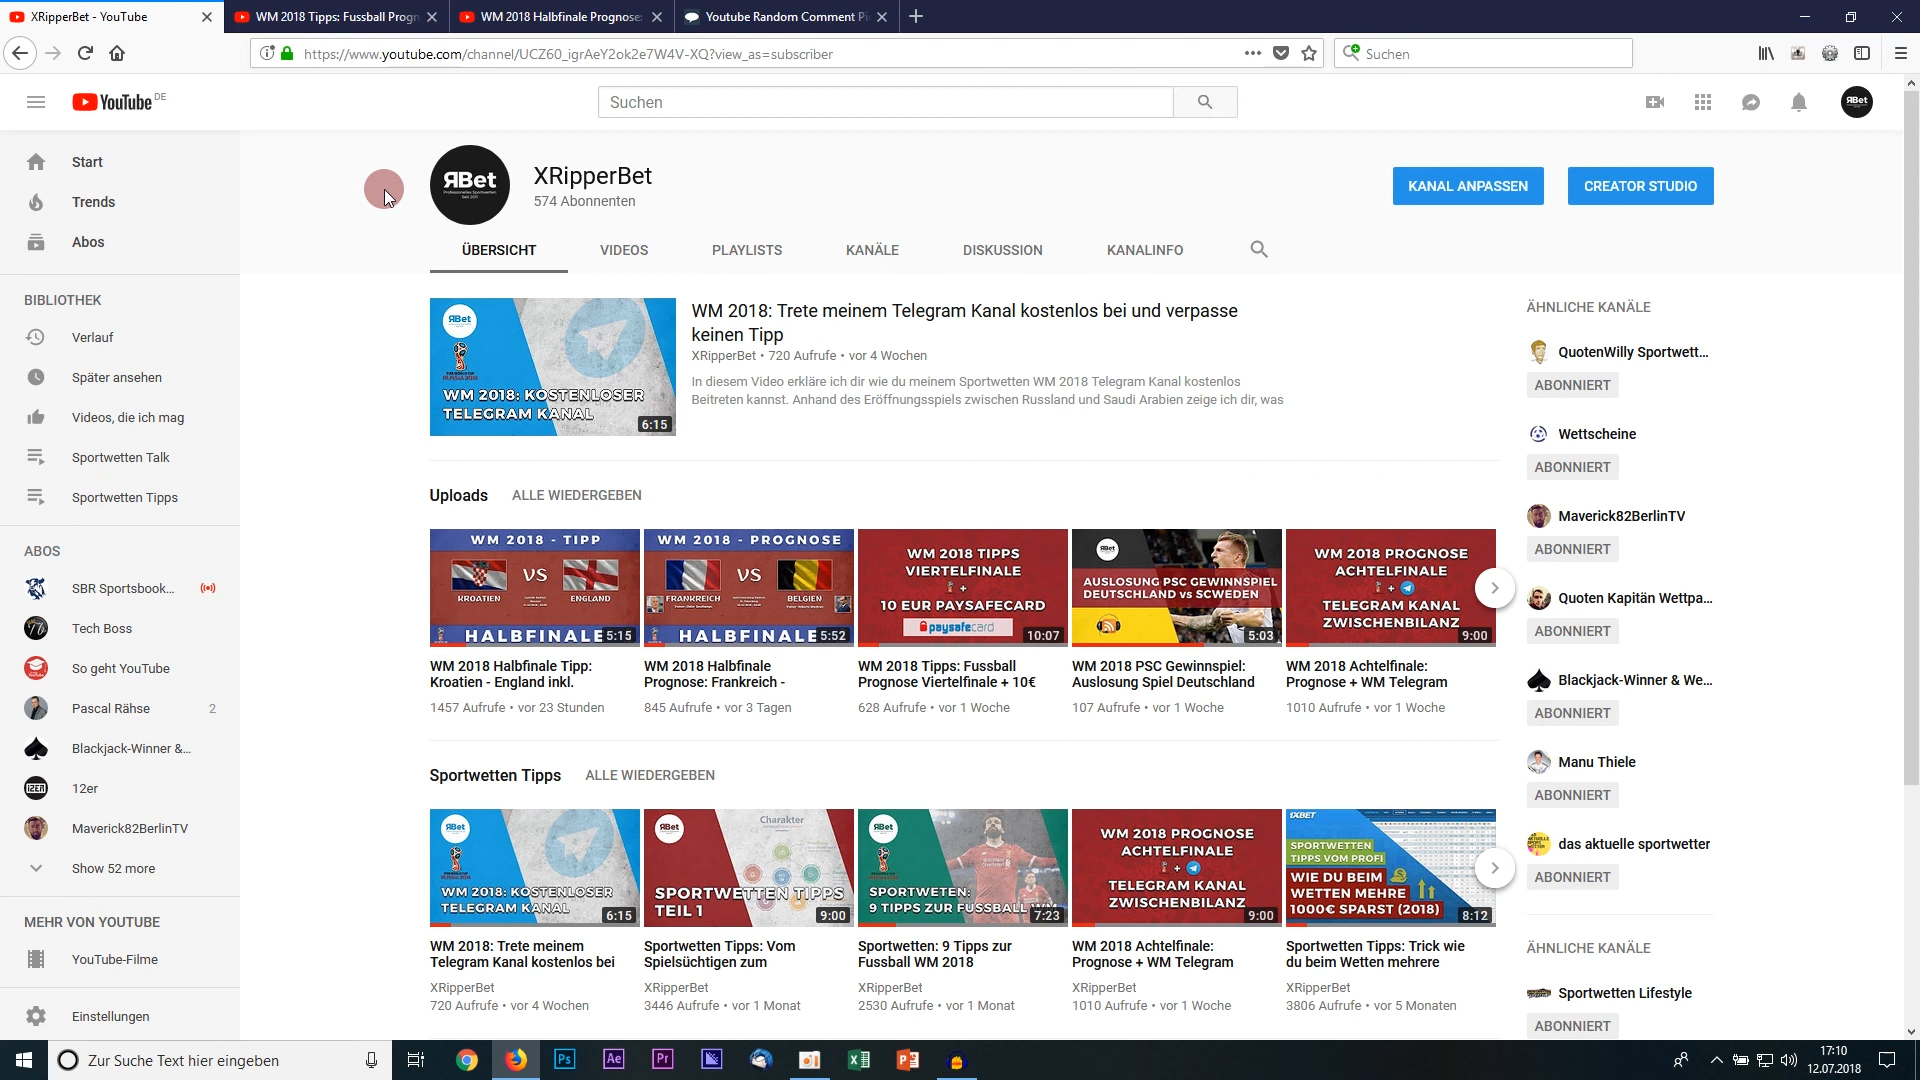 XRipperBet - YouTube
WM 2018 Tipps: Fussball Progn
WM 2018 Halbfinale Prognose:
Youtube Random Comment Pi
https://www.youtube.com/channel/UCZ60_igrAeY2ok2e7W4V-XQ?view_as=subscriber
Suchen
YouTube DE
Suchen
ЯBet
Start
Trends
Abos
BIBLIOTHEK
Verlauf
Später ansehen
Videos, die ich mag
Sportwetten Talk
Sportwetten Tipps
ABOS
SBR Sportsbook...
Tech Boss
So geht YouTube
Pascal Rähse 2
Blackjack-Winner &...
12er
Maverick82BerlinTV
Show 52 more
MEHR VON YOUTUBE
YouTube-Filme
Einstellungen
ЯBet
XRipperBet
574 Abonnenten
KANAL ANPASSEN
CREATOR STUDIO
ÜBERSICHT
VIDEOS
PLAYLISTS
KANÄLE
DISKUSSION
KANALINFO
ЯBet
WM 2018: KOSTENLOSER
TELEGRAM KANAL
6:15
WM 2018: Trete meinem Telegram Kanal kostenlos bei und verpasse
keinen Tipp
XRipperBet • 720 Aufrufe • vor 4 Wochen
In diesem Video erkläre ich dir wie du meinem Sportwetten WM 2018 Telegram Kanal kostenlos
Beitreten kannst. Anhand des Eröffnungsspiels zwischen Russland und Saudi Arabien zeige ich dir, was
Uploads ALLE WIEDERGEBEN
WM 2018 - TIPP
VS
KROATIEN
ENGLAND
HALBFINALE
5:15
WM 2018 Halbfinale Tipp:
Kroatien - England inkl.
1457 Aufrufe • vor 23 Stunden
WM 2018 - PROGNOSE
VS
FRANKREICH
BELGIEN
HALBFINALE
5:52
WM 2018 Halbfinale
Prognose: Frankreich -
845 Aufrufe • vor 3 Tagen
WM 2018 TIPPS
VIERTELFINALE
+
10 EUR PAYSAFECARD
paysafecard
10:07
WM 2018 Tipps: Fussball
Prognose Viertelfinale + 10€
628 Aufrufe • vor 1 Woche
ЯBet
AUSLOSUNG PSC GEWINNSPIEL
DEUTSCHLAND vs SCWEDEN
5:03
WM 2018 PSC Gewinnspiel:
Auslosung Spiel Deutschland
107 Aufrufe • vor 1 Woche
WM 2018 PROGNOSE
ACHTELFINALE
+
TELEGRAM KANAL
ZWISCHENBILANZ
9:00
WM 2018 Achtelfinale:
Prognose + WM Telegram
1010 Aufrufe • vor 1 Woche
Sportwetten Tipps ALLE WIEDERGEBEN
ЯBet
WM 2018: KOSTENLOSER
TELEGRAM KANAL
6:15
WM 2018: Trete meinem
Telegram Kanal kostenlos bei
XRipperBet
720 Aufrufe • vor 4 Wochen
ЯBet
Charakter
SPORTWETTEN TIPPS
TEIL 1
9:00
Sportwetten Tipps: Vom
Spielsüchtigen zum
XRipperBet
3446 Aufrufe • vor 1 Monat
ЯBet
SPORTWETEN:
9 TIPPS ZUR FUSSBALL WM
7:23
Sportwetten: 9 Tipps zur
Fussball WM 2018
XRipperBet
2530 Aufrufe • vor 1 Monat
WM 2018 PROGNOSE
ACHTELFINALE
+
TELEGRAM KANAL
ZWISCHENBILANZ
9:00
WM 2018 Achtelfinale:
Prognose + WM Telegram
XRipperBet
1010 Aufrufe • vor 1 Woche
1XBET
SPORTWETTEN
TIPPS VOM PROFI
WIE DU BEIM
WETTEN MEHRE
1000€ SPARST (2018)
8:12
Sportwetten Tipps: Trick wie
du beim Wetten mehrere
XRipperBet
3806 Aufrufe • vor 5 Monaten
ÄHNLICHE KANÄLE
QuotenWilly Sportwett...
ABONNIERT
Wettscheine
ABONNIERT
Maverick82BerlinTV
ABONNIERT
Quoten Kapitän Wettpa...
ABONNIERT
Blackjack-Winner & We...
ABONNIERT
Manu Thiele
ABONNIERT
das aktuelle sportwetter
ABONNIERT
ÄHNLICHE KANÄLE
Sportwetten Lifestyle
ABONNIERT
Zur Suche Text hier eingeben
Ps
Ae
Pr
17:10
12.07.2018